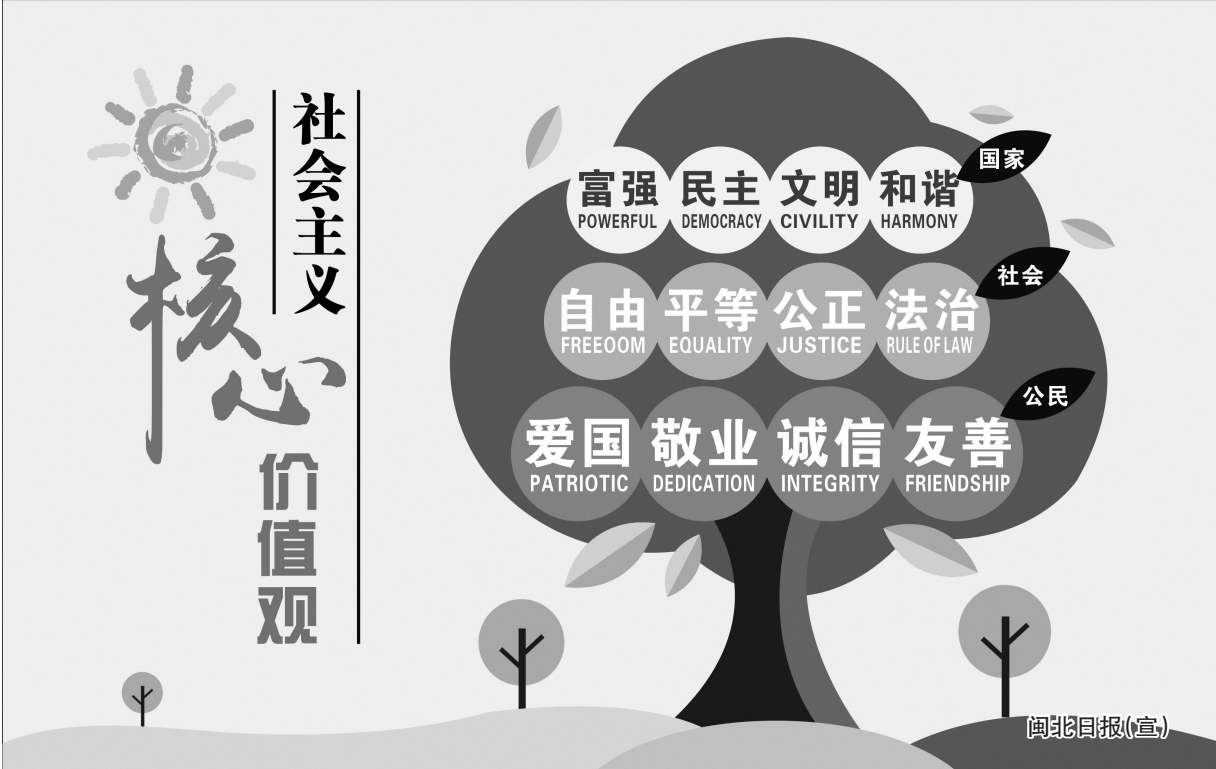 社会主义
核心
价值观
国家
富强 民主 文明 和谐
POWERFUL DEMOCRACY CIVILITY HARMONY
社会
自由 平等 公正 法治
FREEOOM EQUALITY JUSTICE RULE OF LAW
公民
爱国 敬业 诚信 友善
PATRIOTIC DEDICATION INTEGRITY FRIENDSHIP
闽北日报(宣)